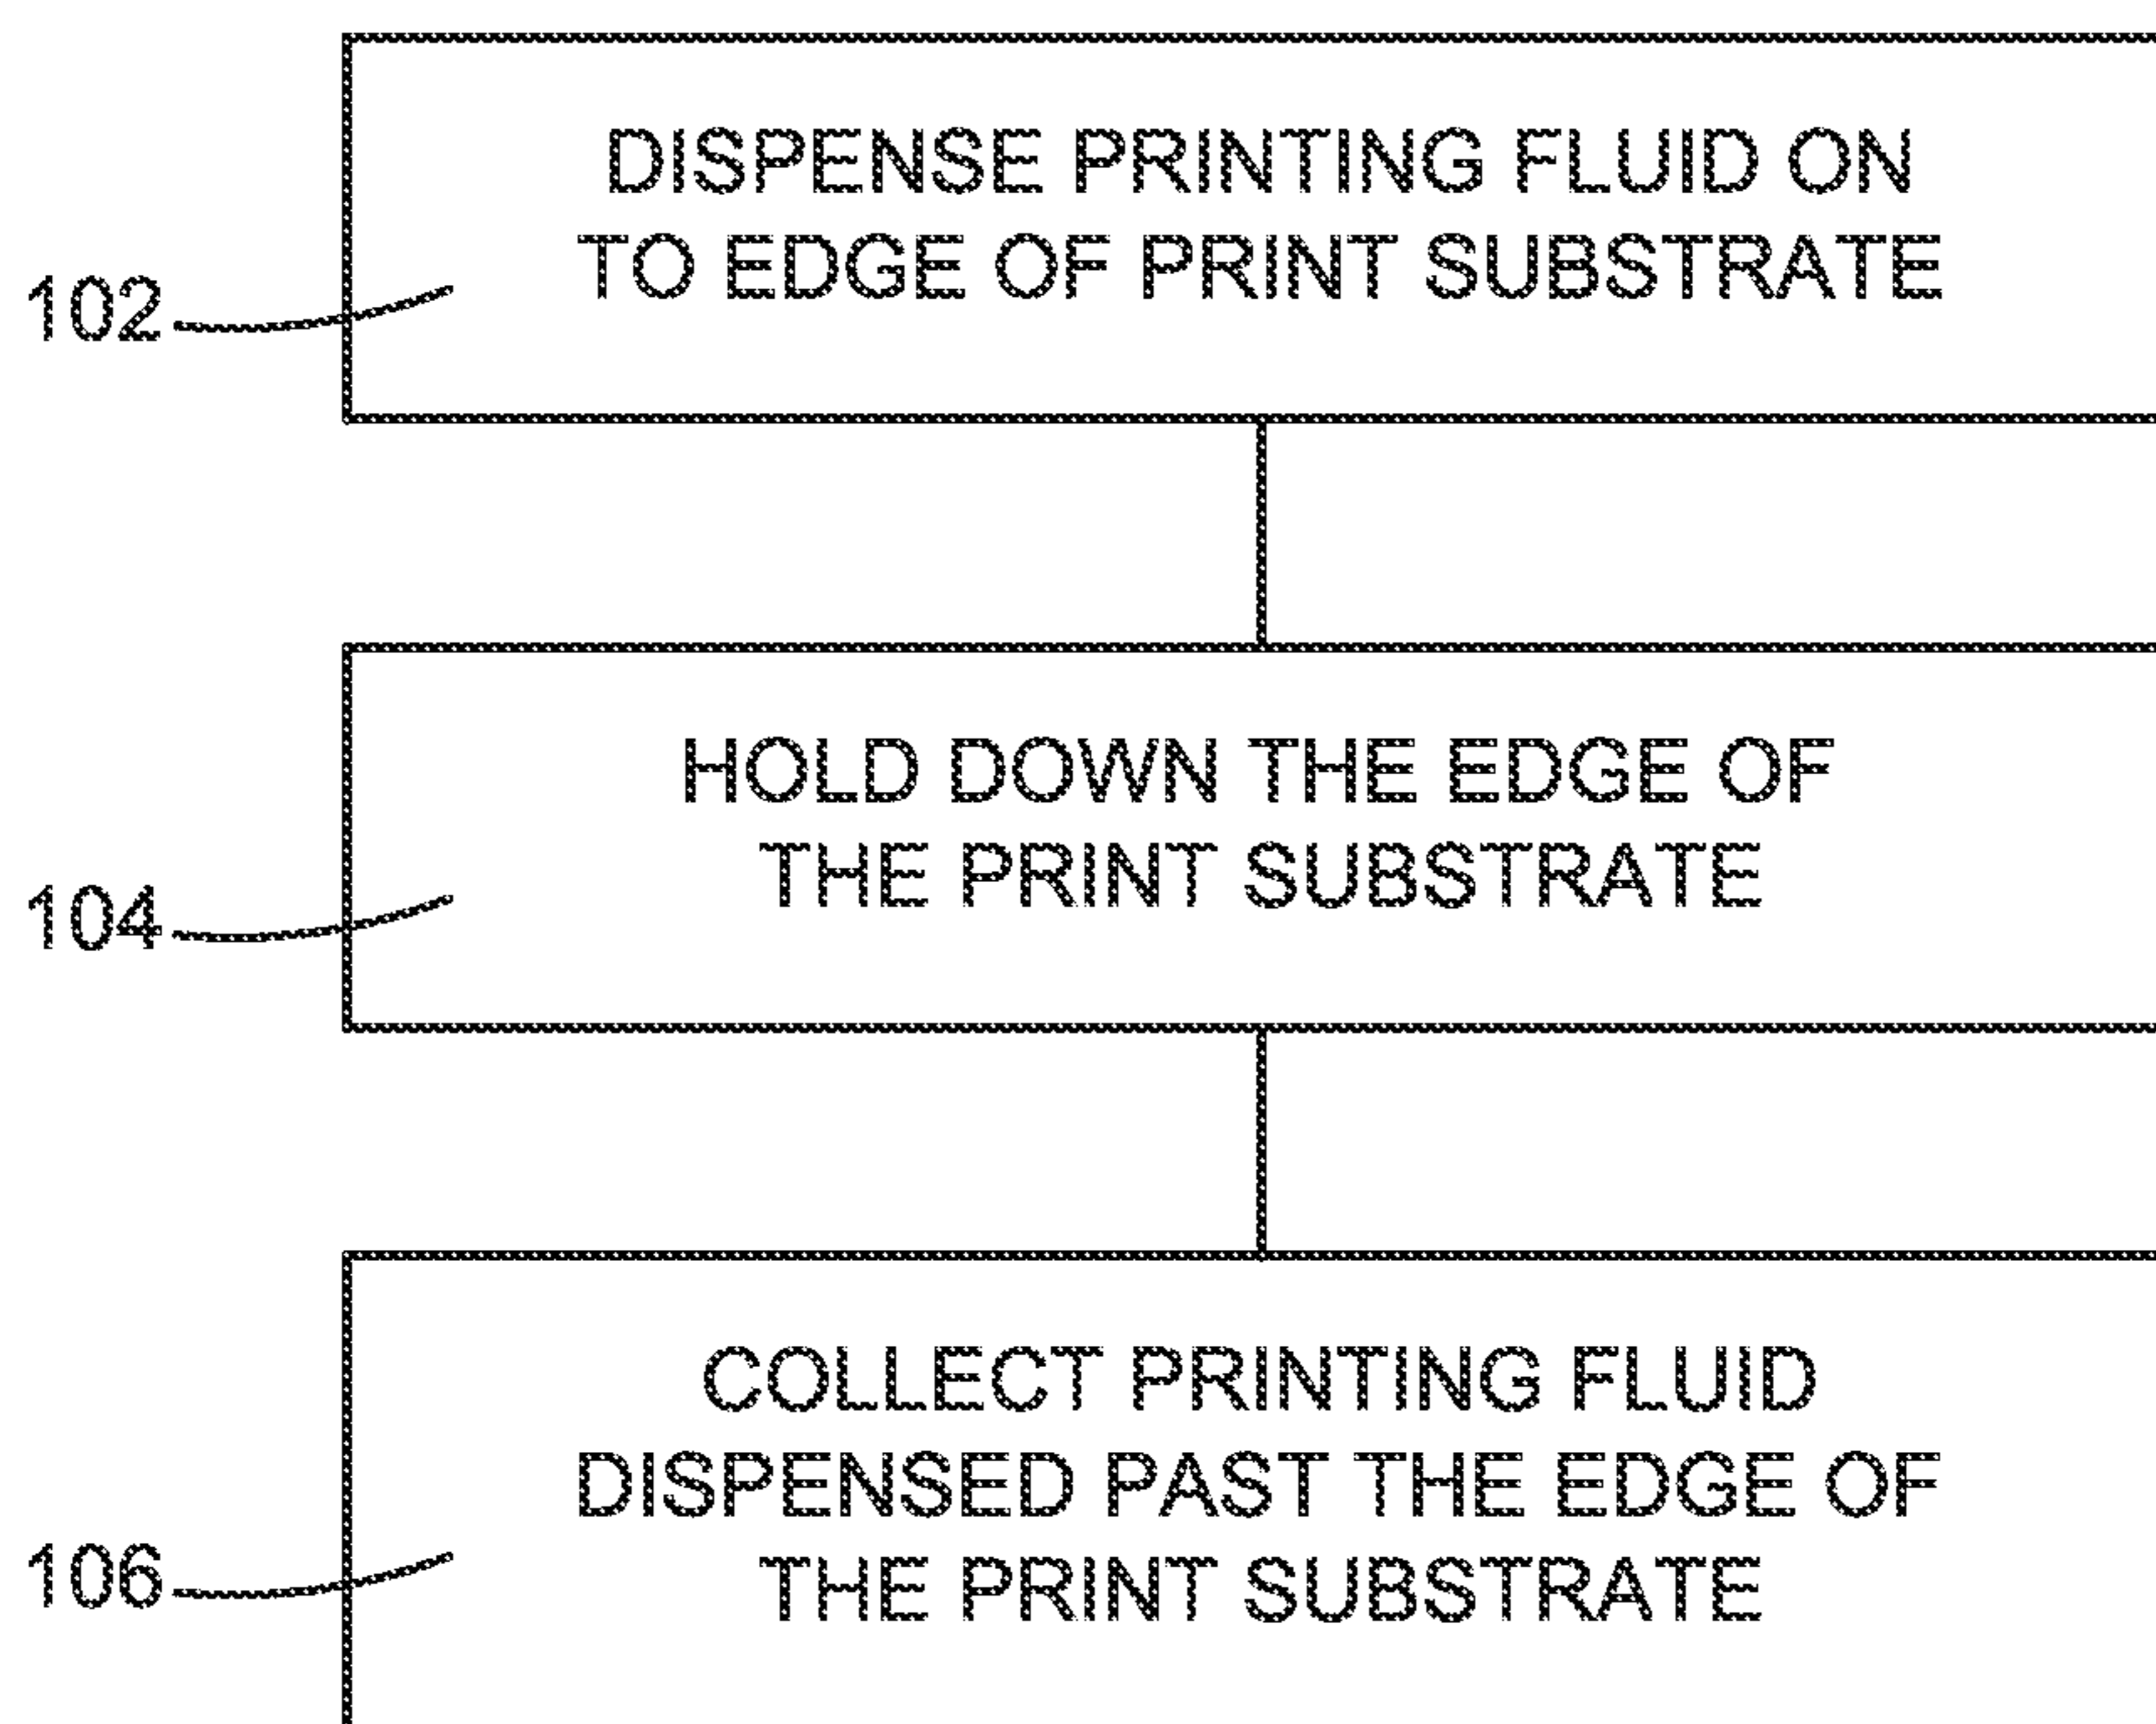 DISPENSE PRINTING FLUID ON
TO EDGE OF PRINT SUBSTRATE
102
HOLD DOWN THE EDGE OF
THE PRINT SUBSTRATE
104
COLLECT PRINTING FLUID
DISPENSED PAST THE EDGE OF
THE PRINT SUBSTRATE
106